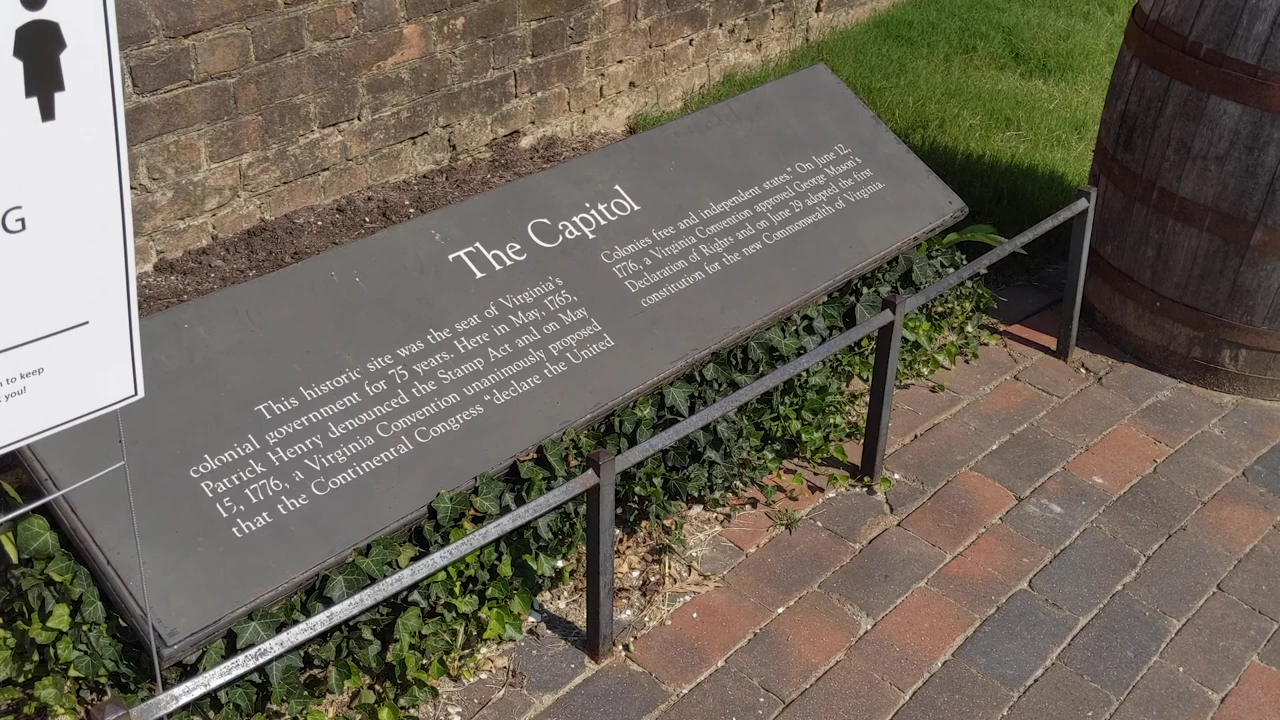 G
to keep
you!
The Capitol
This historic site was the seat of Virginia's
colonial government for 75 years. Here in May, 1765,
Patrick Henry denounced the Stamp Act and on May
15, 1776, a Virginia Convention unanimously proposed
that the Continental Congress "declare the United
Colonies free and independent states." On June 12,
1776, a Virginia Convention approved George Mason's
Declaration of Rights and on June 29 adopted the first
constitution for the new Commonwealth of Virginia.